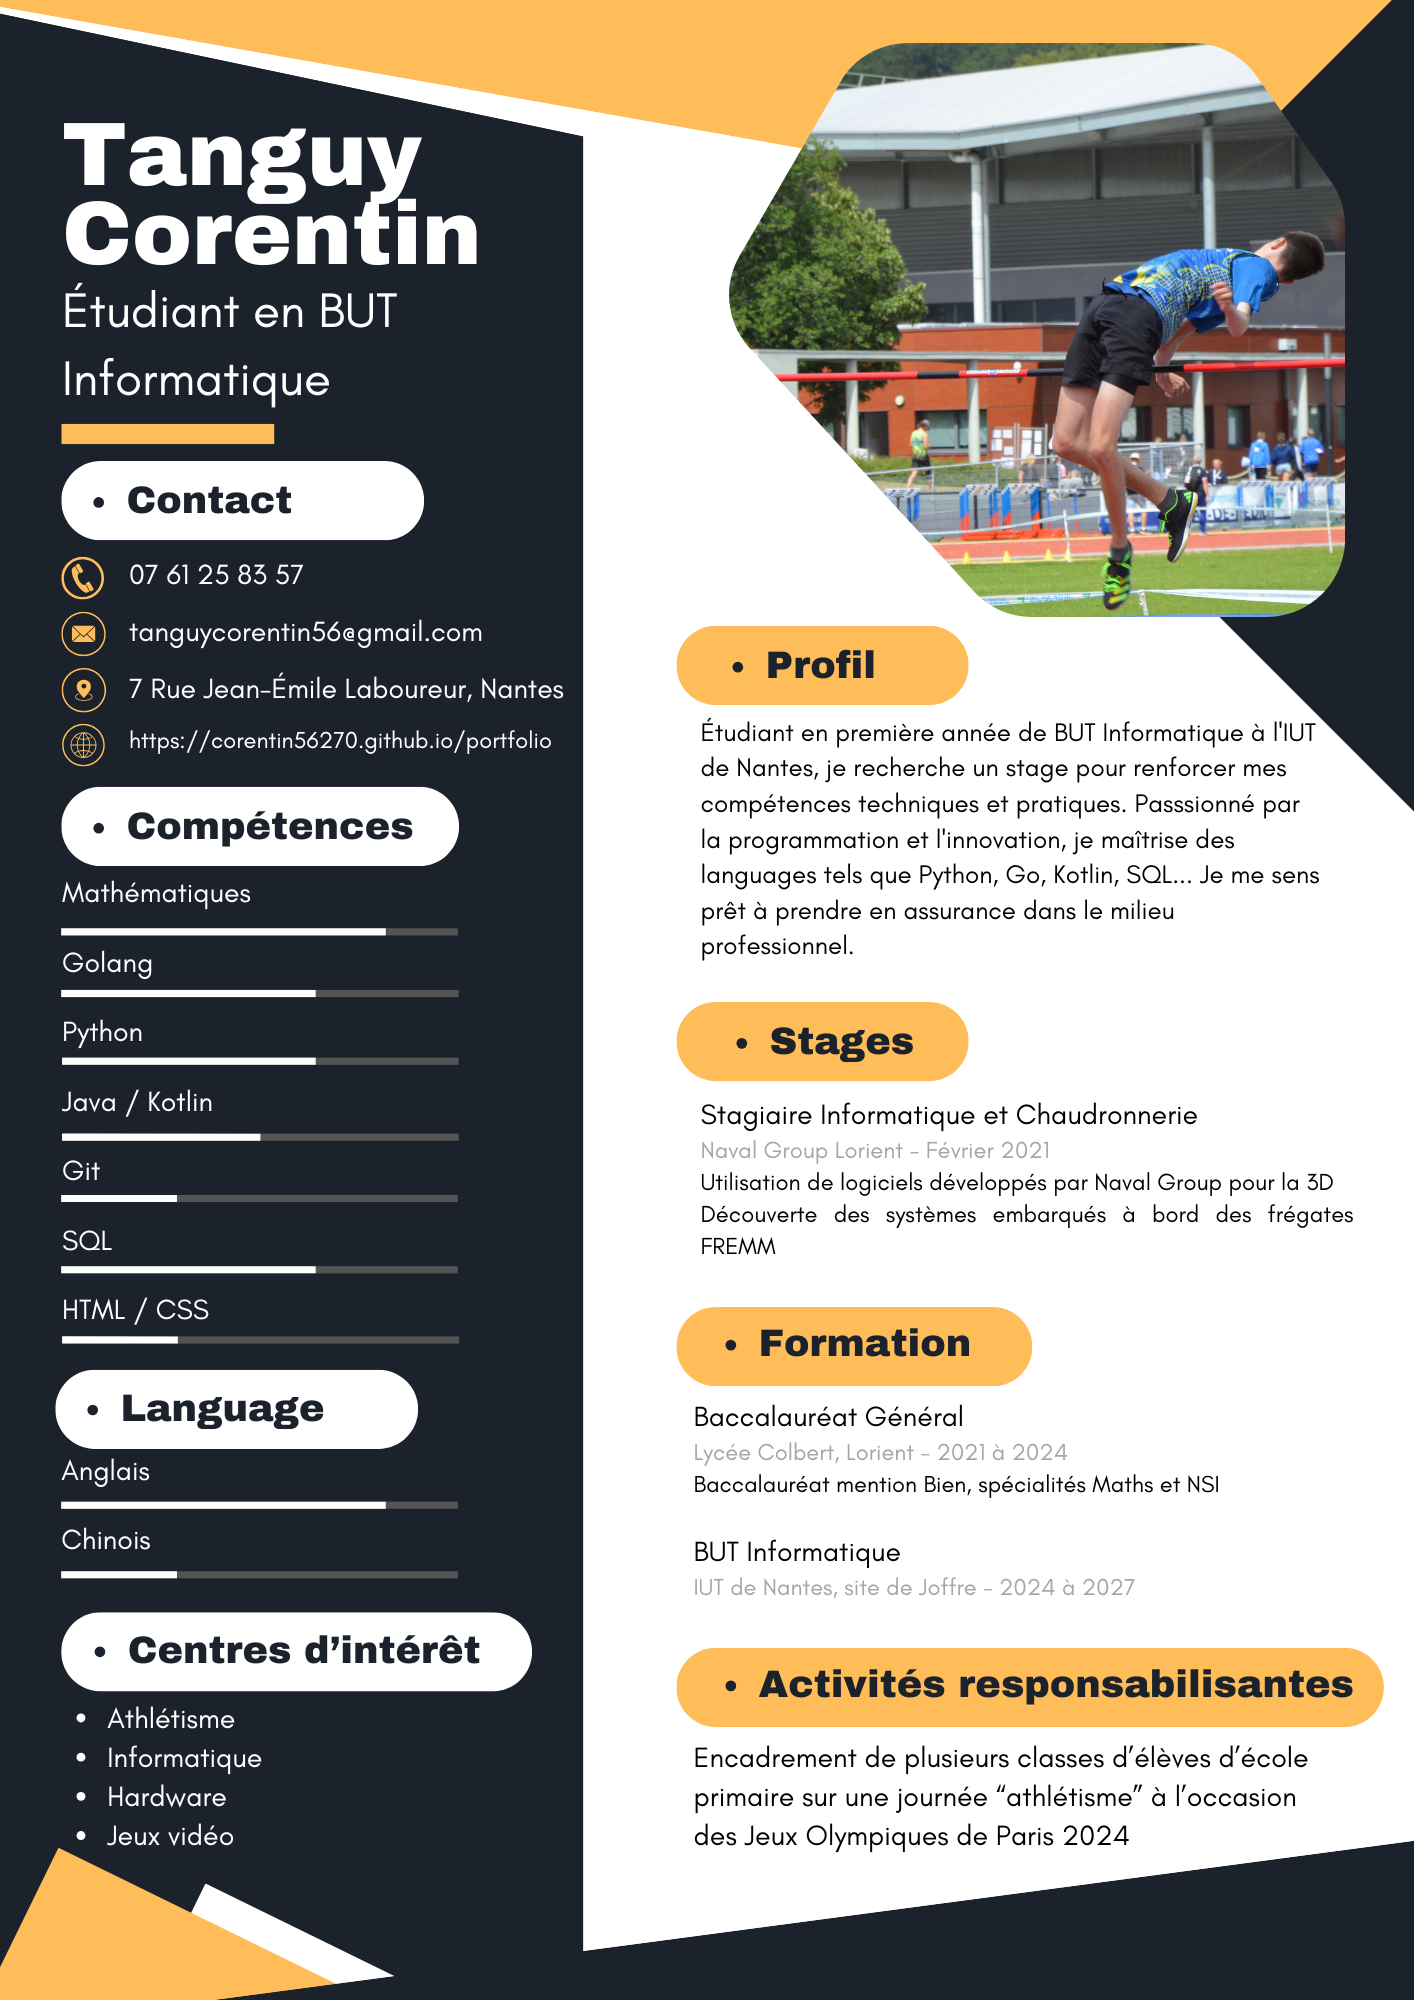 Tanguy
Corentin
Étudiant en BUT
Informatique
• Contact
07 61 25 83 57
tanguycorentin56@gmail.com
7 Rue Jean-Émile Laboureur, Nantes
https://corentin56270.github.io/portfolio
• Compétences
Mathématiques
Golang
Python
Java / Kotlin
Git
SQL
HTML / CSS
• Language
Anglais
Chinois
• Centres d’intérêt
• Athlétisme
• Informatique
• Hardware
• Jeux vidéo
• Profil
Étudiant en première année de BUT Informatique à l'IUT
de Nantes, je recherche un stage pour renforcer mes
compétences techniques et pratiques. Passsionné par
la programmation et l'innovation, je maîtrise des
languages tels que Python, Go, Kotlin, SQL... Je me sens
prêt à prendre en assurance dans le milieu
professionnel.
• Stages
Stagiaire Informatique et Chaudronnerie
Naval Group Lorient - Février 2021
Utilisation de logiciels développés par Naval Group pour la 3D
Découverte des systèmes embarqués à bord des frégates
FREMM
• Formation
Baccalauréat Général
Lycée Colbert, Lorient - 2021 à 2024
Baccalauréat mention Bien, spécialités Maths et NSI
BUT Informatique
IUT de Nantes, site de Joffre - 2024 à 2027
• Activités responsabilisantes
Encadrement de plusieurs classes d’élèves d’école
primaire sur une journée “athlétisme” à l’occasion
des Jeux Olympiques de Paris 2024